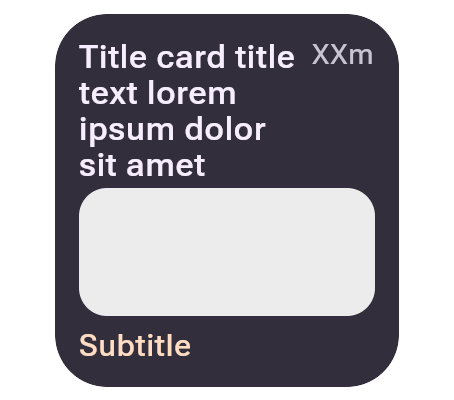 Title card title XXm
text lorem
ipsum dolor
sit amet
Subtitle